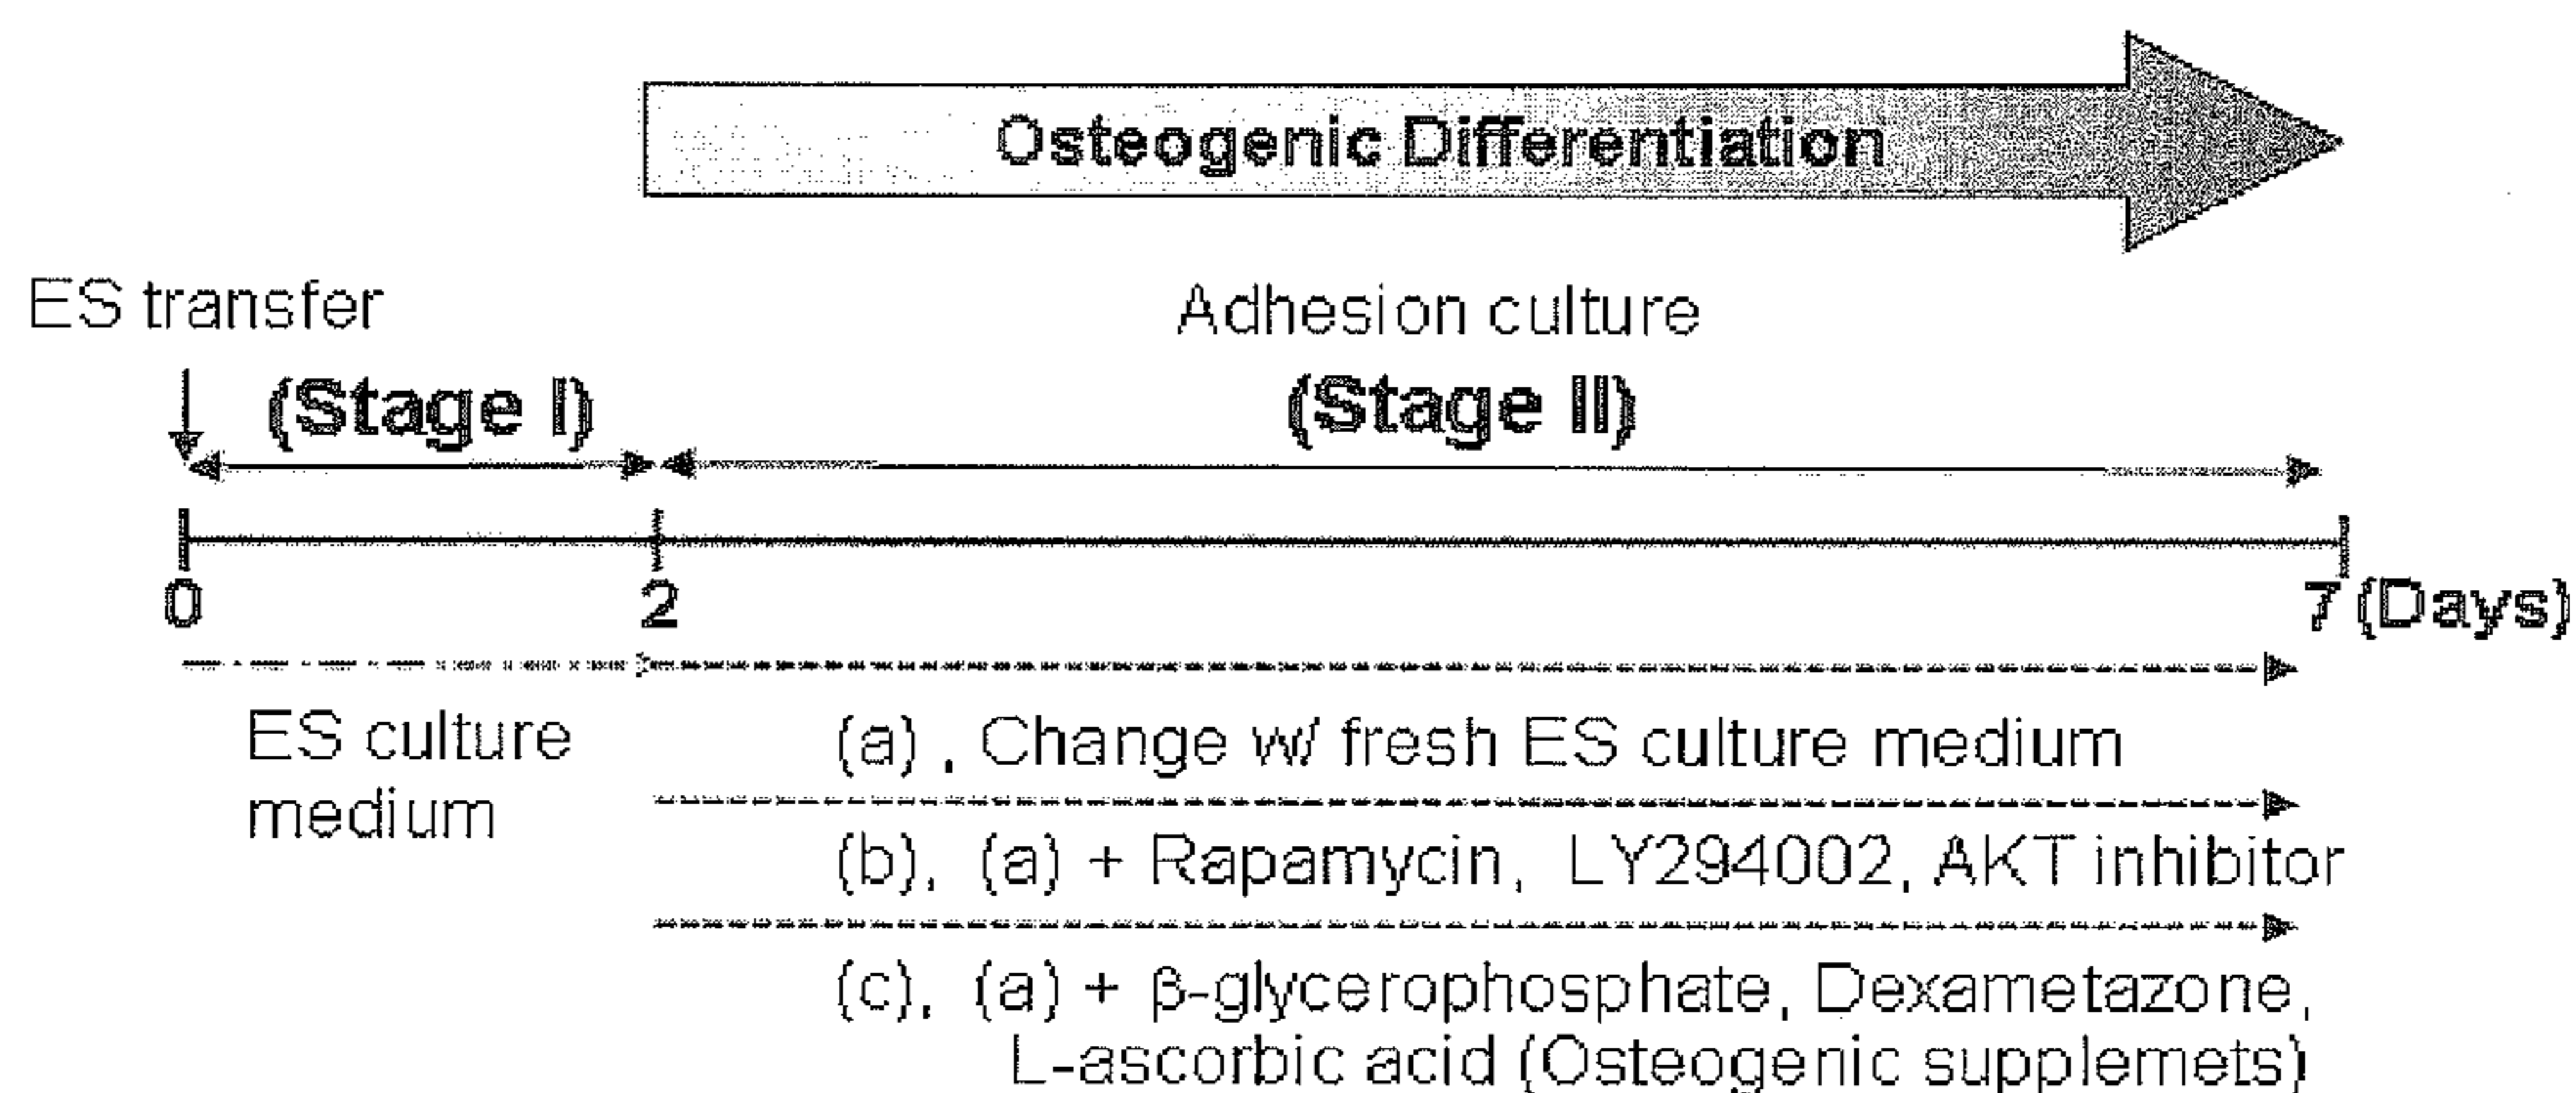 Osteogenic Differentiation
ES transfer
Adhesion culture
(Stage I)
(Stage II)
0
2
7 (Days)
ES culture
medium
(a) , Change w/ fresh ES culture medium
(b), (a) + Rapamycin, LY294002, AKT inhibitor
(c), (a) + β-glycerophosphate, Dexametazone,
L-ascorbic acid (Osteogenic supplemets)